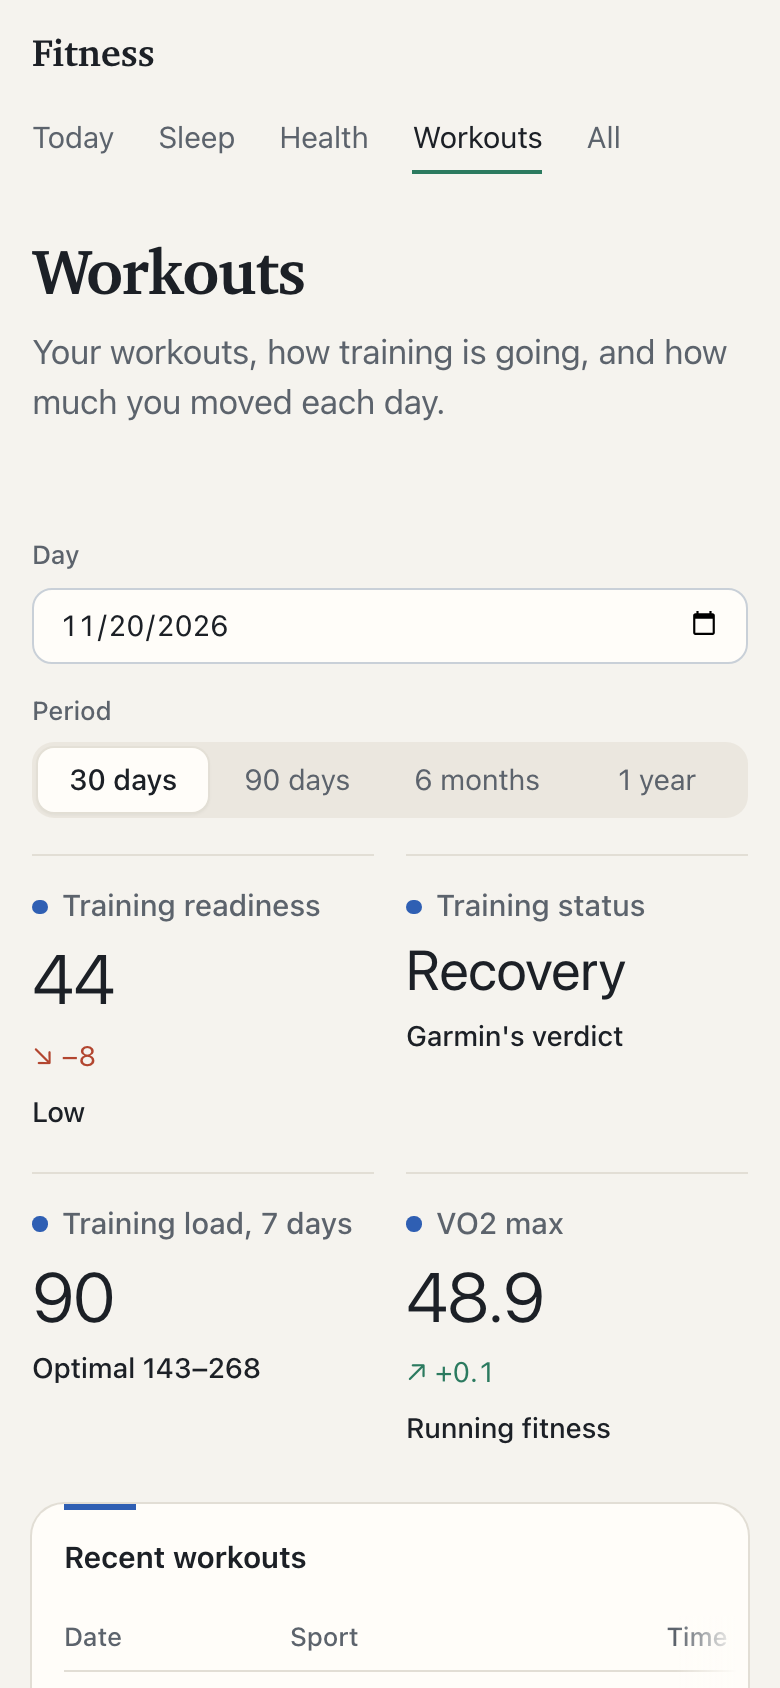 Fitness
Today Sleep Health Workouts All
Workouts
Your workouts, how training is going, and how
much you moved each day.
Day
11/20/2026
Period
30 days 90 days 6 months 1 year
Training readiness
44
↘ −8
Low
Training status
Recovery
Garmin's verdict
Training load, 7 days
90
Optimal 143–268
VO2 max
48.9
↗ +0.1
Running fitness
Recent workouts
Date Sport Time